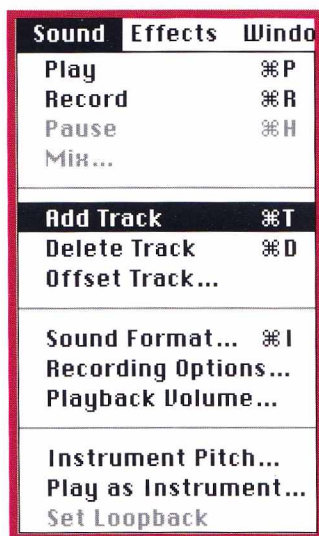 Sound Effects Windo
Play ⌘P
Record ⌘R
Pause ⌘H
Mix...
Add Track ⌘T
Delete Track ⌘D
Offset Track...
Sound Format... ⌘I
Recording Options...
Playback Volume...
Instrument Pitch...
Play as Instrument...
Set Loopback